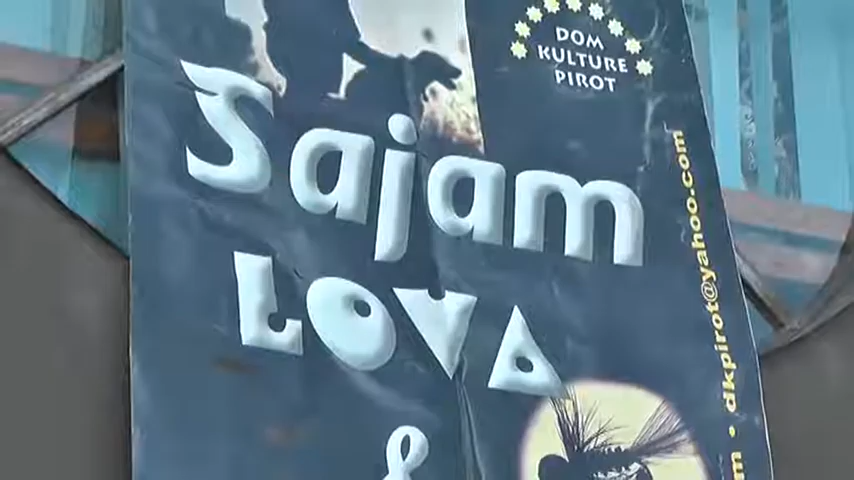 DOM
KULTURE
PIROT
Sajam
LOVA
&
m • dkpirot@yahoo.com